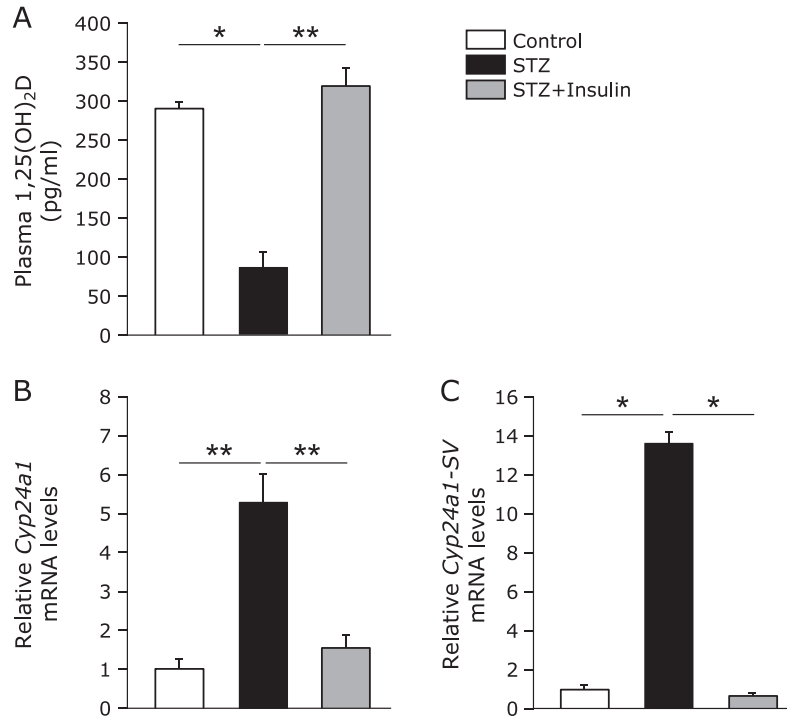 A
Plasma 1,25(OH)₂D
(pg/ml)
400
350
300
250
200
150
100
50
0
* **
Control
STZ
STZ+Insulin
B
Relative Cyp24a1
mRNA levels
8
7
6
5
4
3
2
1
0
** **
C
Relative Cyp24a1-SV
mRNA levels
16
14
12
10
8
6
4
2
0
* *